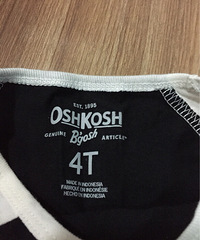 EST. 1895
OSHKOSH
GENUINE B'gosh ARTICLE
4T
MADE IN INDONESIA
FABRIQUÉ EN INDONÉSIE
HECHO EN INDONESIA